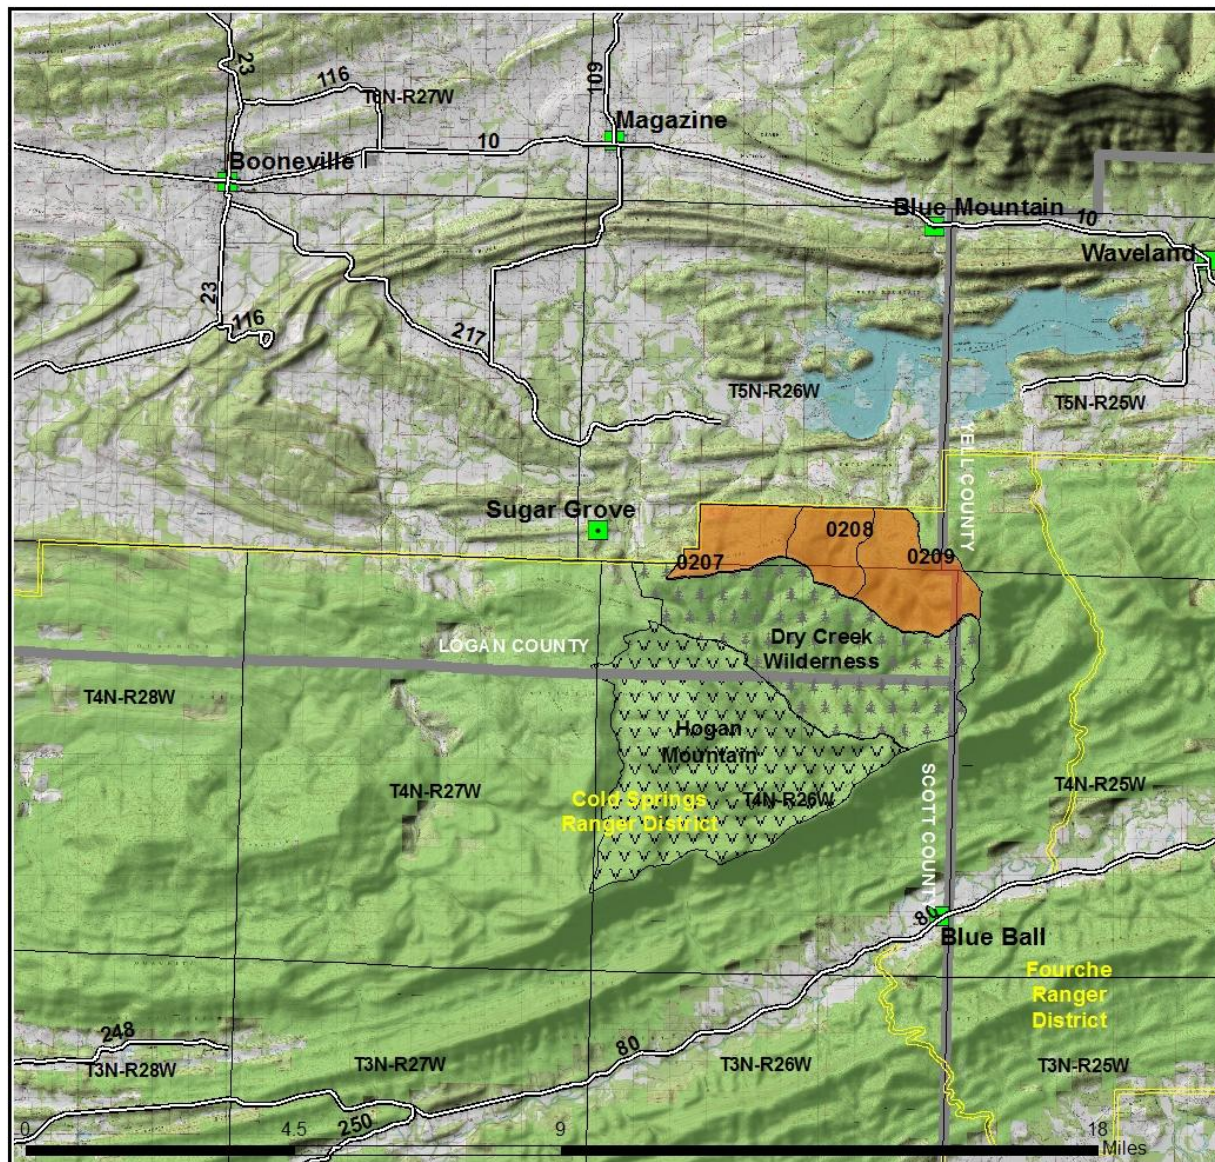 23
116
T6N-R27W
109
Magazine
10
Booneville
Blue Mountain
10
Waveland
23
116
217
T5N-R26W
T5N-R25W
YELL COUNTY
Sugar Grove
0208
0207
0209
LOGAN COUNTY
Dry Creek
Wilderness
T4N-R28W
Hogan
Mountain
T4N-R27W
Cold Springs
Ranger District
T4N-R26W
T4N-R25W
SCOTT COUNTY
80
Blue Ball
Fourche
Ranger
District
248
T3N-R28W
T3N-R27W
80
T3N-R26W
T3N-R25W
250
0
4.5
9
18
Miles